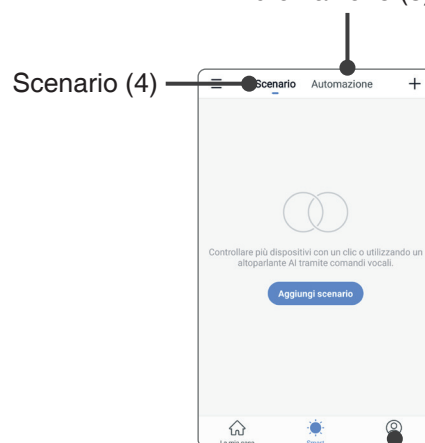 Scenario (4)
Scenario Automazione +
Controllare più dispositivi con un clic o utilizzando un
altoparlante AI tramite comandi vocali.
Aggiungi scenario